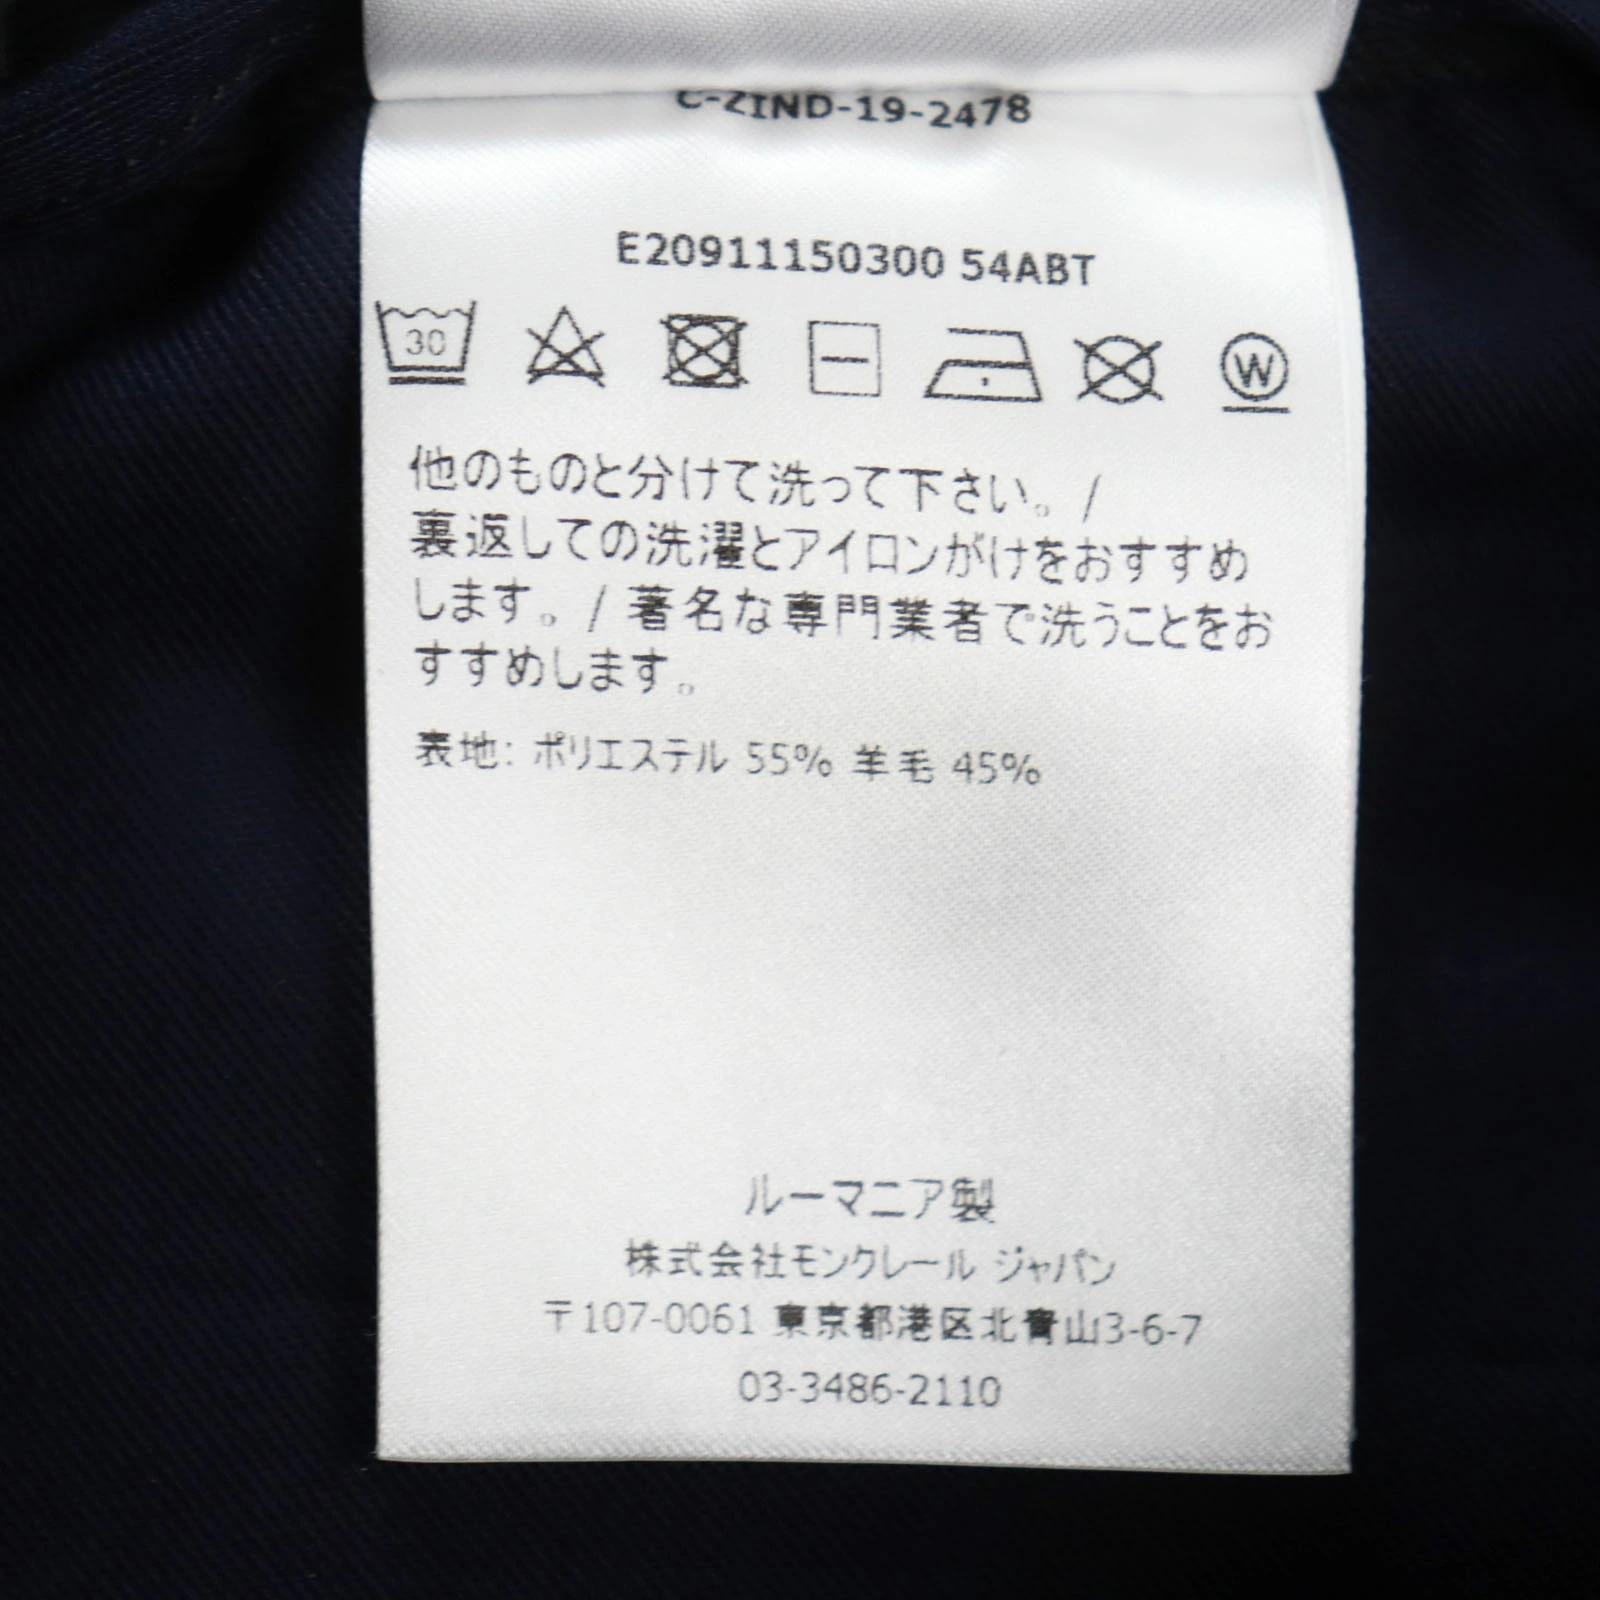 C-ZIND-19-2478
E20911150300 54ABT
30
W
他のものと分けて洗って下さい。/
裏返しての洗濯とアイロンがけをおすすめ
します。/ 著名な専門業者で洗うことをお
すすめします。
表地: ポリエステル 55% 羊毛 45%
ルーマニア製
株式会社モンクレール ジャパン
〒107-0061 東京都港区北青山3-6-7
03-3486-2110